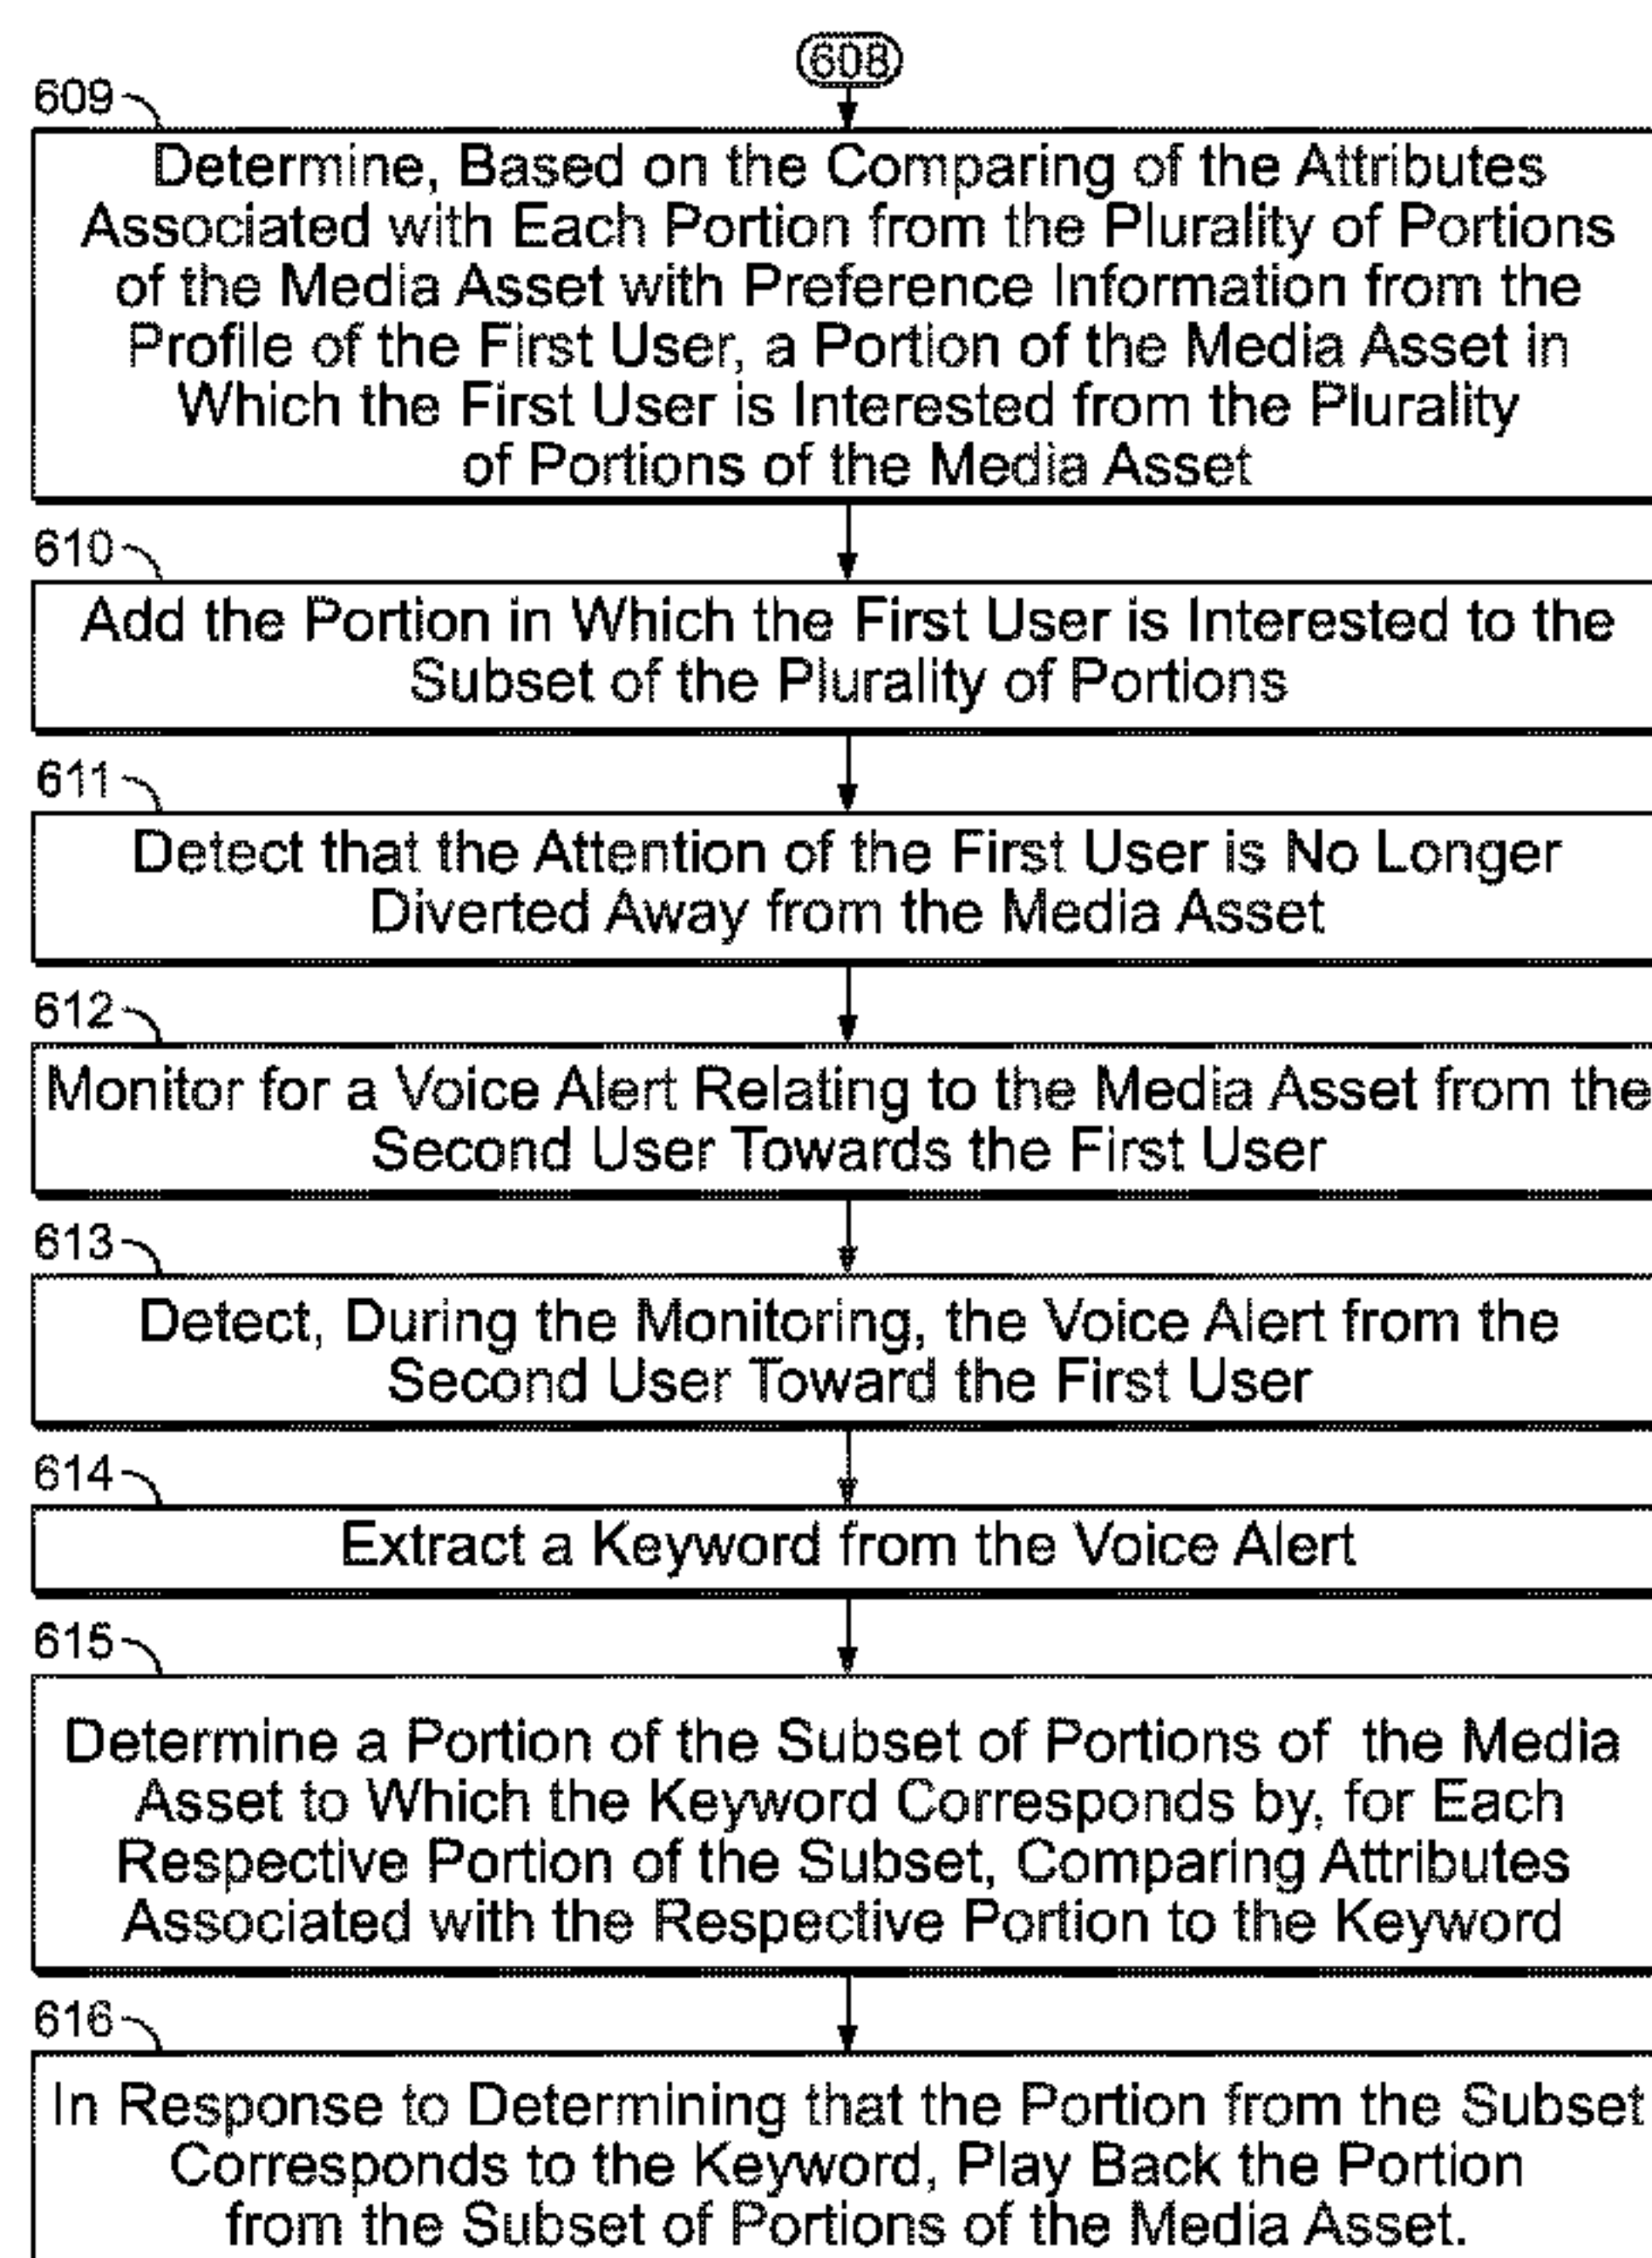 608
609
Determine, Based on the Comparing of the Attributes
Associated with Each Portion from the Plurality of Portions
of the Media Asset with Preference Information from the
Profile of the First User, a Portion of the Media Asset in
Which the First User is Interested from the Plurality
of Portions of the Media Asset
610
Add the Portion in Which the First User is Interested to the
Subset of the Plurality of Portions
611
Detect that the Attention of the First User is No Longer
Diverted Away from the Media Asset
612
Monitor for a Voice Alert Relating to the Media Asset from the
Second User Towards the First User
613
Detect, During the Monitoring, the Voice Alert from the
Second User Toward the First User
614
Extract a Keyword from the Voice Alert
615
Determine a Portion of the Subset of Portions of the Media
Asset to Which the Keyword Corresponds by, for Each
Respective Portion of the Subset, Comparing Attributes
Associated with the Respective Portion to the Keyword
616
In Response to Determining that the Portion from the Subset
Corresponds to the Keyword, Play Back the Portion
from the Subset of Portions of the Media Asset.